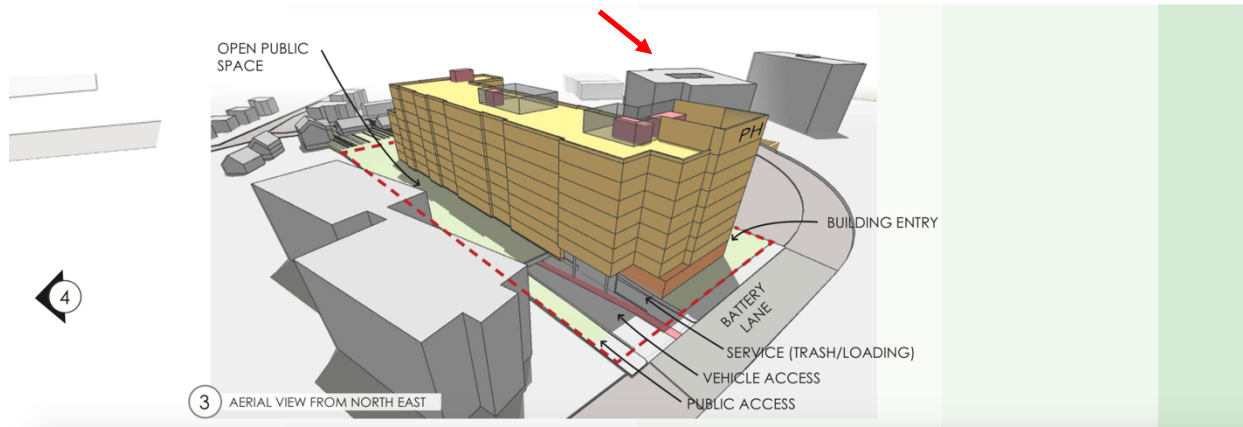 OPEN PUBLIC
SPACE
PH
BUILDING ENTRY
4
BATTERY
LANE
SERVICE (TRASH/LOADING)
VEHICLE ACCESS
PUBLIC ACCESS
3 AERIAL VIEW FROM NORTH EAST